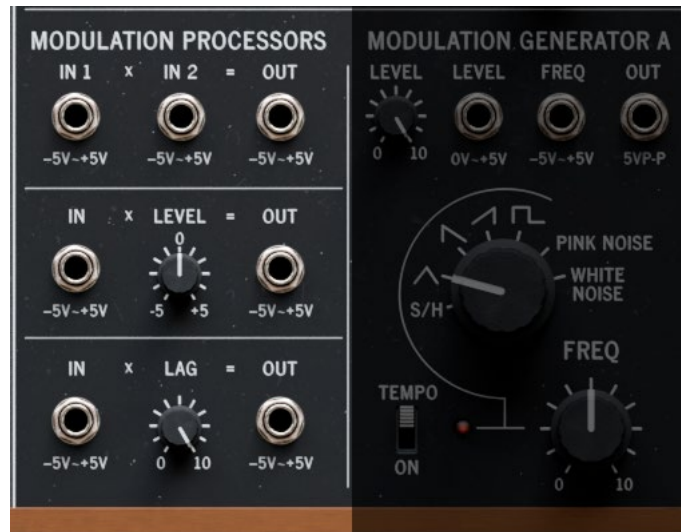 MODULATION PROCESSORS
IN 1 x IN 2 = OUT
-5V~+5V -5V~+5V -5V~+5V
IN x LEVEL = OUT
0
-5V~+5V -5 +5 -5V~+5V
IN x LAG = OUT
-5V~+5V 0 10 -5V~+5V
MODULATION GENERATOR A
LEVEL LEVEL FREQ OUT
0 10 0V~+5V -5V~+5V 5VP-P
PINK NOISE
WHITE
NOISE
S/H
FREQ
TEMPO
ON
0 10